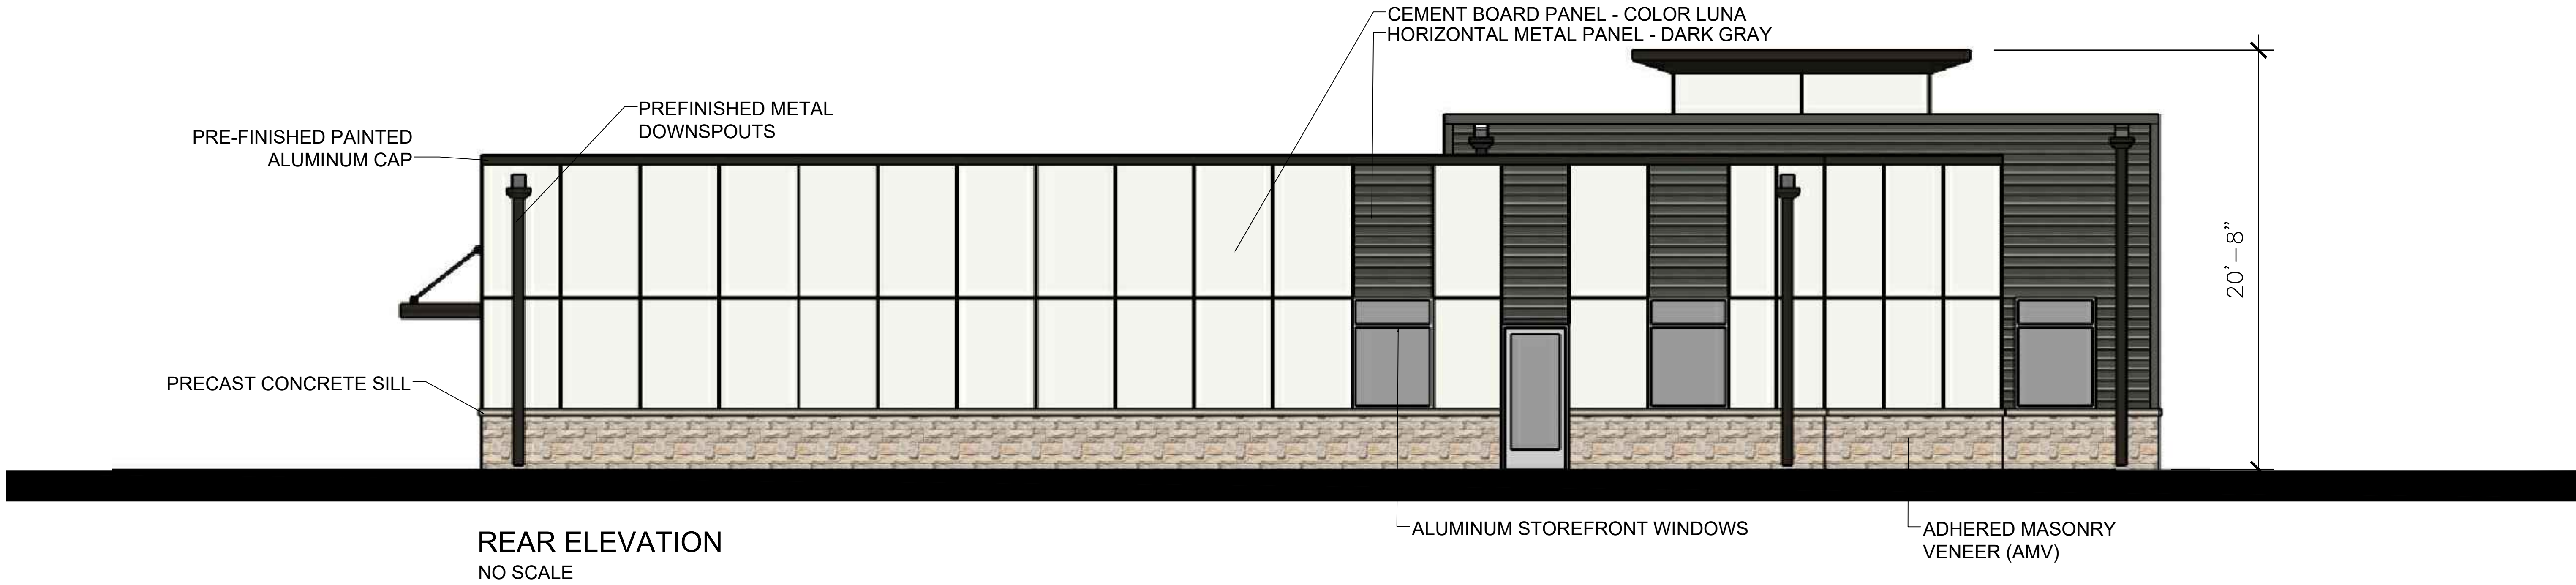 CEMENT BOARD PANEL - COLOR LUNA
HORIZONTAL METAL PANEL - DARK GRAY
PREFINISHED METAL
DOWNSPOUTS
PRE-FINISHED PAINTED
ALUMINUM CAP
20'-8"
PRECAST CONCRETE SILL
ALUMINUM STOREFRONT WINDOWS
ADHERED MASONRY
VENEER (AMV)
REAR ELEVATION
NO SCALE